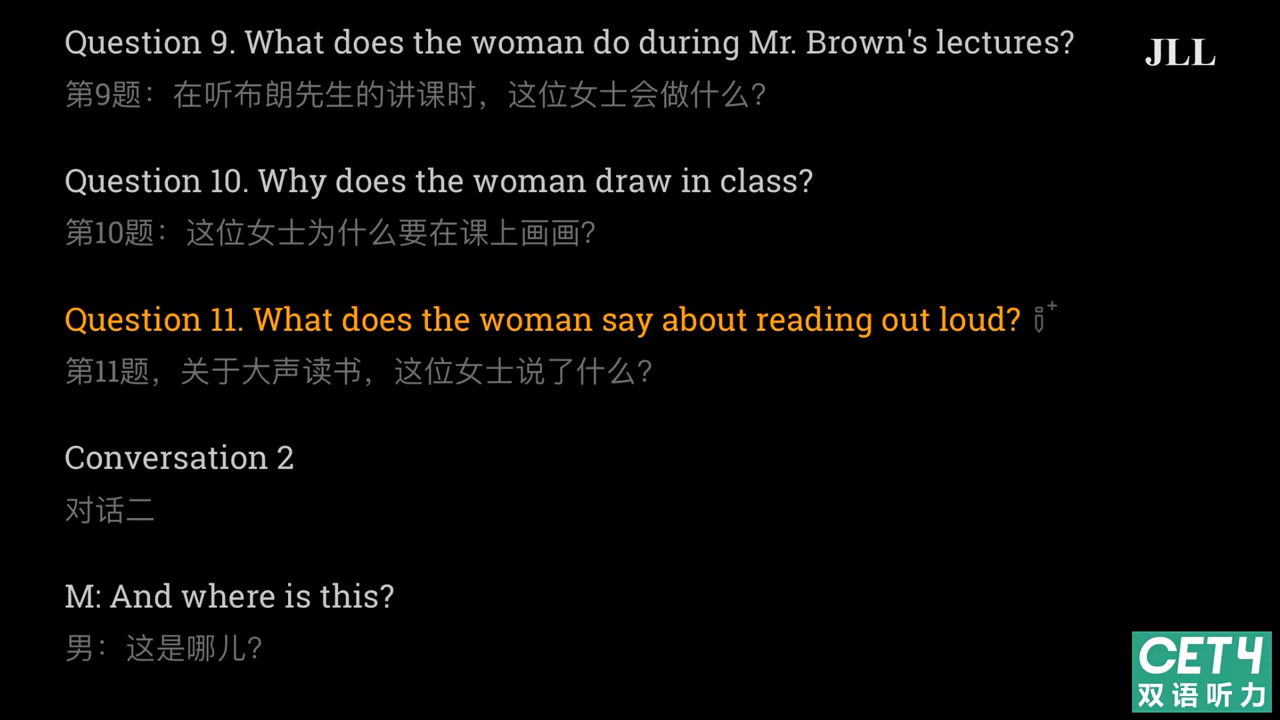 Question 9. What does the woman do during Mr. Brown's lectures?
JLL
第9题：在听布朗先生的讲课时，这位女士会做什么？
Question 10. Why does the woman draw in class?
第10题：这位女士为什么要在课上画画？
Question 11. What does the woman say about reading out loud?
第11题，关于大声读书，这位女士说了什么？
Conversation 2
对话二
M: And where is this?
男：这是哪儿？
CET4
双语听力